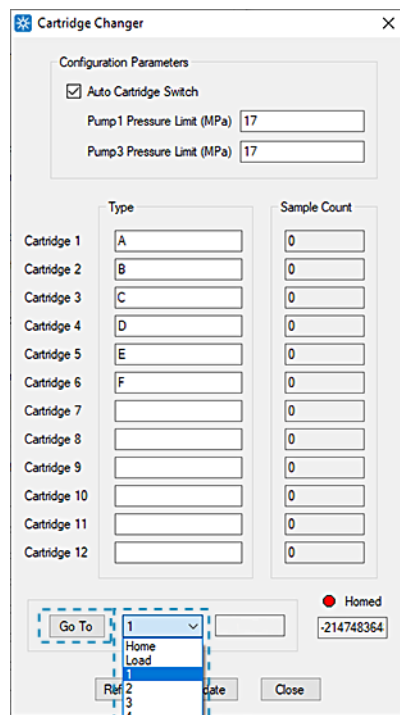 Cartridge Changer
Configuration Parameters
Auto Cartridge Switch
Pump1 Pressure Limit (MPa) 17
Pump3 Pressure Limit (MPa) 17
Type Sample Count
Cartridge 1 A 0
Cartridge 2 B 0
Cartridge 3 C 0
Cartridge 4 D 0
Cartridge 5 E 0
Cartridge 6 F 0
Cartridge 7 0
Cartridge 8 0
Cartridge 9 0
Cartridge 10 0
Cartridge 11 0
Cartridge 12 0
Homed
Go To 1 -214748364
Home
Load
1
2 Close
3